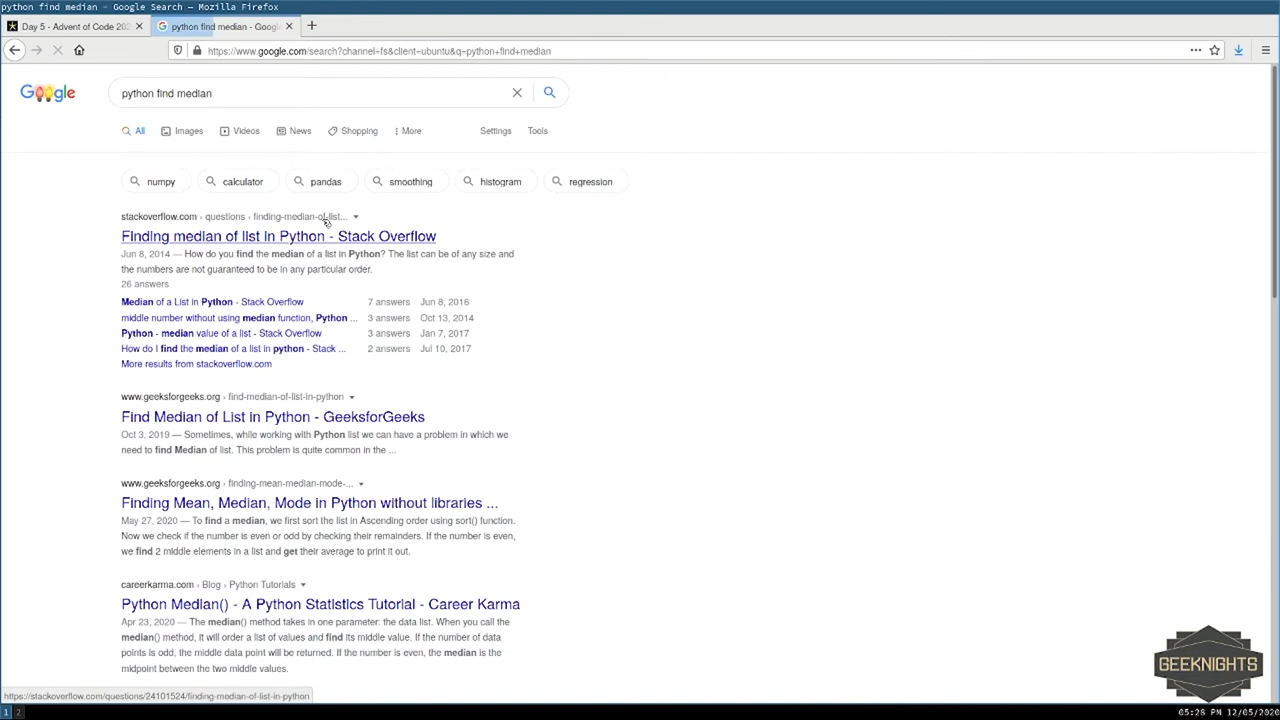 python find median - Google Search - Mozilla Firefox
Day 5 - Advent of Code 202
python find median - Googl
https://www.google.com/search?channel=fs&client=ubuntu&q=python+find+median
Google
python find median
All Images Videos News Shopping More Settings Tools
numpy calculator pandas smoothing histogram regression
stackoverflow.com › questions › finding-median-of-list...
Finding median of list in Python - Stack Overflow
Jun 8, 2014 — How do you find the median of a list in Python? The list can be of any size and
the numbers are not guaranteed to be in any particular order.
26 answers
Median of a List in Python - Stack Overflow 7 answers Jun 8, 2016
middle number without using median function, Python ... 3 answers Oct 13, 2014
Python - median value of a list - Stack Overflow 3 answers Jan 7, 2017
How do I find the median of a list in python - Stack ... 2 answers Jul 10, 2017
More results from stackoverflow.com
www.geeksforgeeks.org › find-median-of-list-in-python
Find Median of List in Python - GeeksforGeeks
Oct 3, 2019 — Sometimes, while working with Python list we can have a problem in which we
need to find Median of list. This problem is quite common in the ...
www.geeksforgeeks.org › finding-mean-median-mode-...
Finding Mean, Median, Mode in Python without libraries ...
May 27, 2020 — To find a median, we first sort the list in Ascending order using sort() function.
Now we check if the number is even or odd by checking their remainders. If the number is even,
we find 2 middle elements in a list and get their average to print it out.
careerkarma.com › Blog › Python Tutorials
Python Median() - A Python Statistics Tutorial - Career Karma
Apr 23, 2020 — The median() method takes in one parameter: the data list. When you call the
median() method, it will order a list of values and find its middle value. If the number of data
points is odd, the middle data point will be returned. If the number is even, the median is the
midpoint between the two middle values.
GEEKNIGHTS
https://stackoverflow.com/questions/24101524/finding-median-of-list-in-python
1 2 05:28 PM 12/05/2020